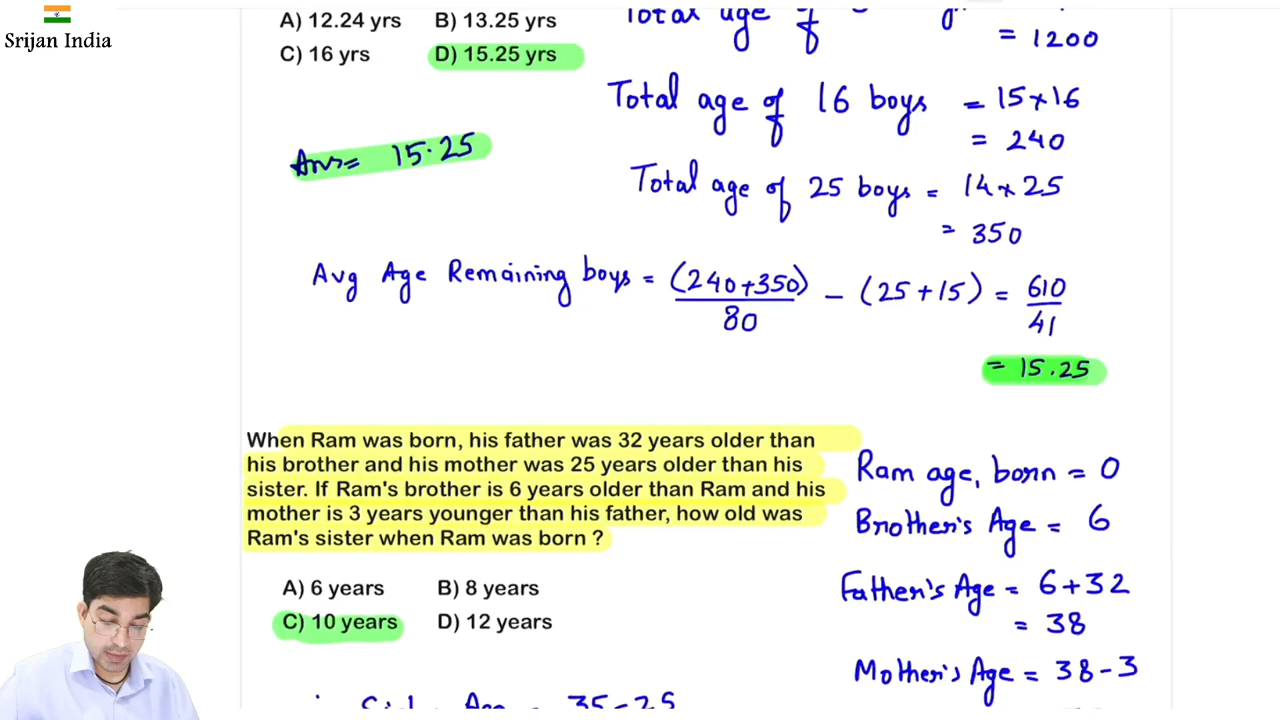 Srijan India
A) 12.24 yrs B) 13.25 yrs
C) 16 yrs D) 15.25 yrs
Total age of
= 1200
Total age of 16 boys = 15×16
= 240
Ans= 15.25
Total age of 25 boys = 14×25
= 350
Avg Age Remaining boys = (240+350)/80 - (25+15) = 610/41
= 15.25
When Ram was born, his father was 32 years older than
his brother and his mother was 25 years older than his
sister. If Ram's brother is 6 years older than Ram and his
mother is 3 years younger than his father, how old was
Ram's sister when Ram was born ?
A) 6 years B) 8 years
C) 10 years D) 12 years
Ram age, born = 0
Brother's Age = 6
Father's Age = 6+32
= 38
Mother's Age = 38-3
35-25